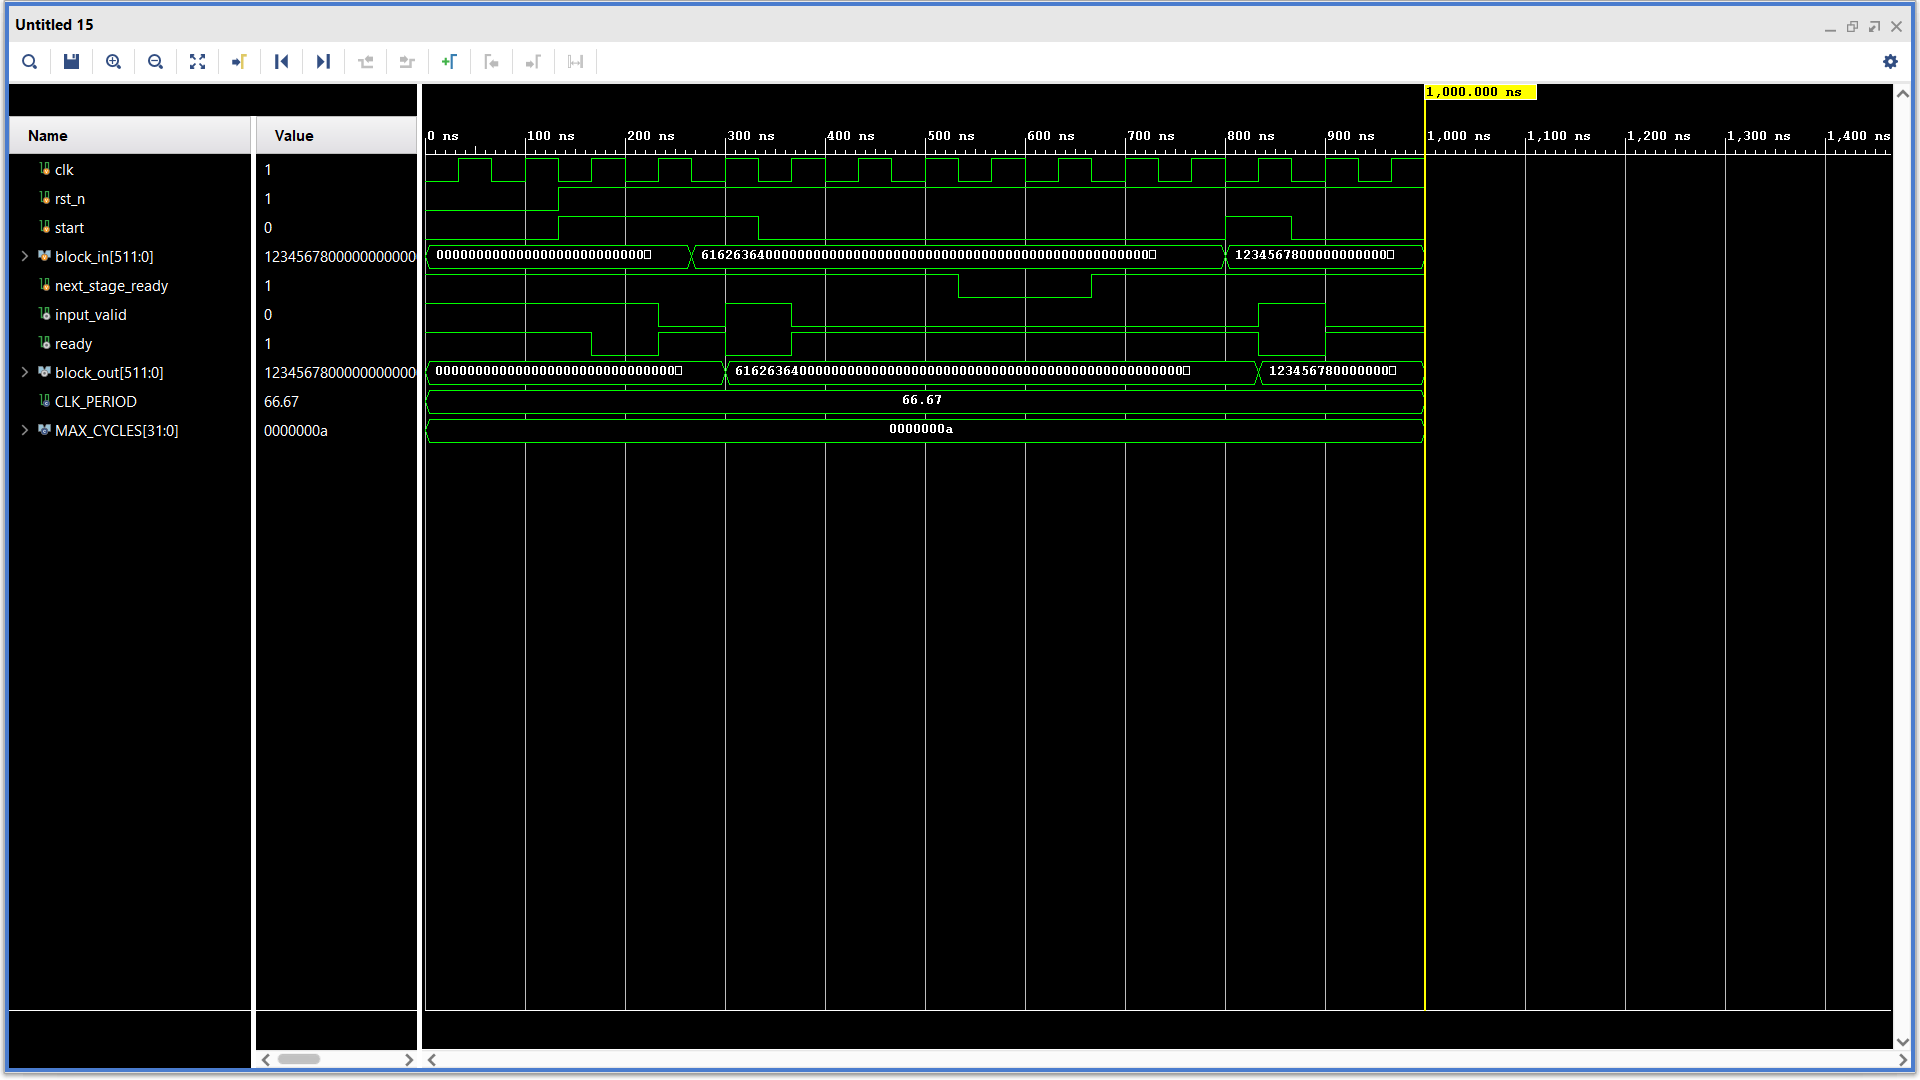 Untitled 15
1,000.000 ns
Name
Value
0 ns
100 ns
200 ns
300 ns
400 ns
500 ns
600 ns
700 ns
800 ns
900 ns
1,000 ns
1,100 ns
1,200 ns
1,300 ns
1,400 ns
clk
1
rst_n
1
start
0
block_in[511:0]
1234567800000000000
000000000000000000000000000
6162636400000000000000000000000000000000000000000000000000
12345678000000000000
next_stage_ready
1
input_valid
0
ready
1
block_out[511:0]
1234567800000000000
000000000000000000000000000000
6162636400000000000000000000000000000000000000000000000000
123456780000000
CLK_PERIOD
66.67
66.67
MAX_CYCLES[31:0]
0000000a
0000000a